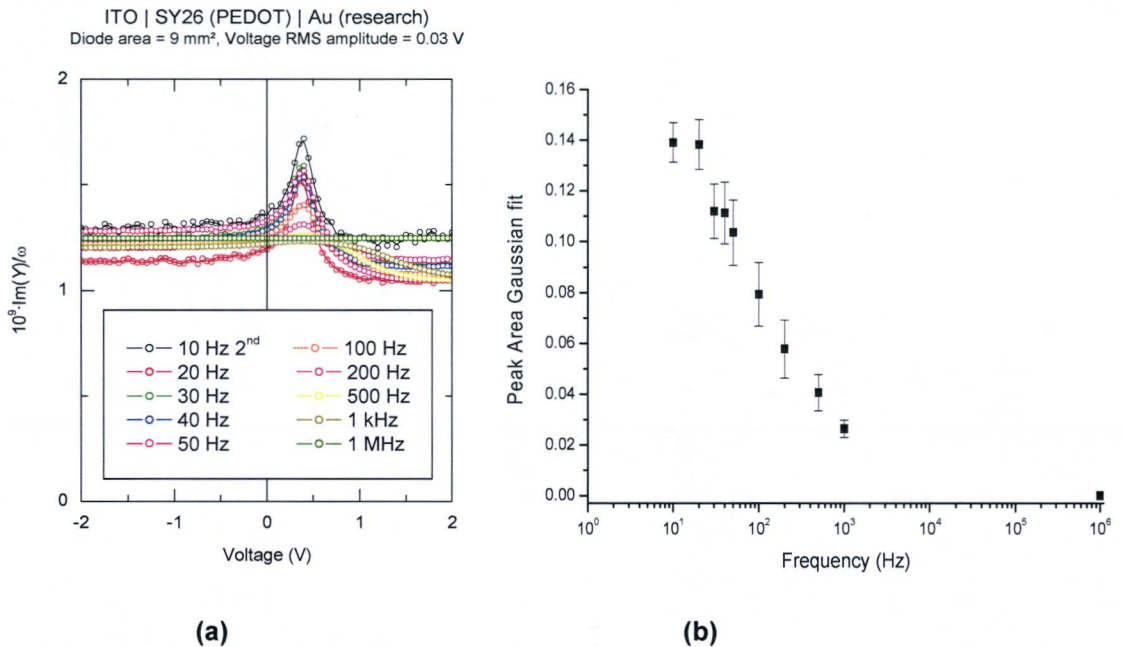 ITO | SY26 (PEDOT) | Au (research)
Diode area = 9 mm², Voltage RMS amplitude = 0.03 V
2
1
0
10⁹·Im(Y)/ω
10 Hz 2ⁿᵈ
20 Hz
30 Hz
40 Hz
50 Hz
100 Hz
200 Hz
500 Hz
1 kHz
1 MHz
-2 -1 0 1 2
Voltage (V)
(a)
0.16
0.14
0.12
0.10
0.08
0.06
0.04
0.02
0.00
Peak Area Gaussian fit
10⁰ 10¹ 10² 10³ 10⁴ 10⁵ 10⁶
Frequency (Hz)
(b)